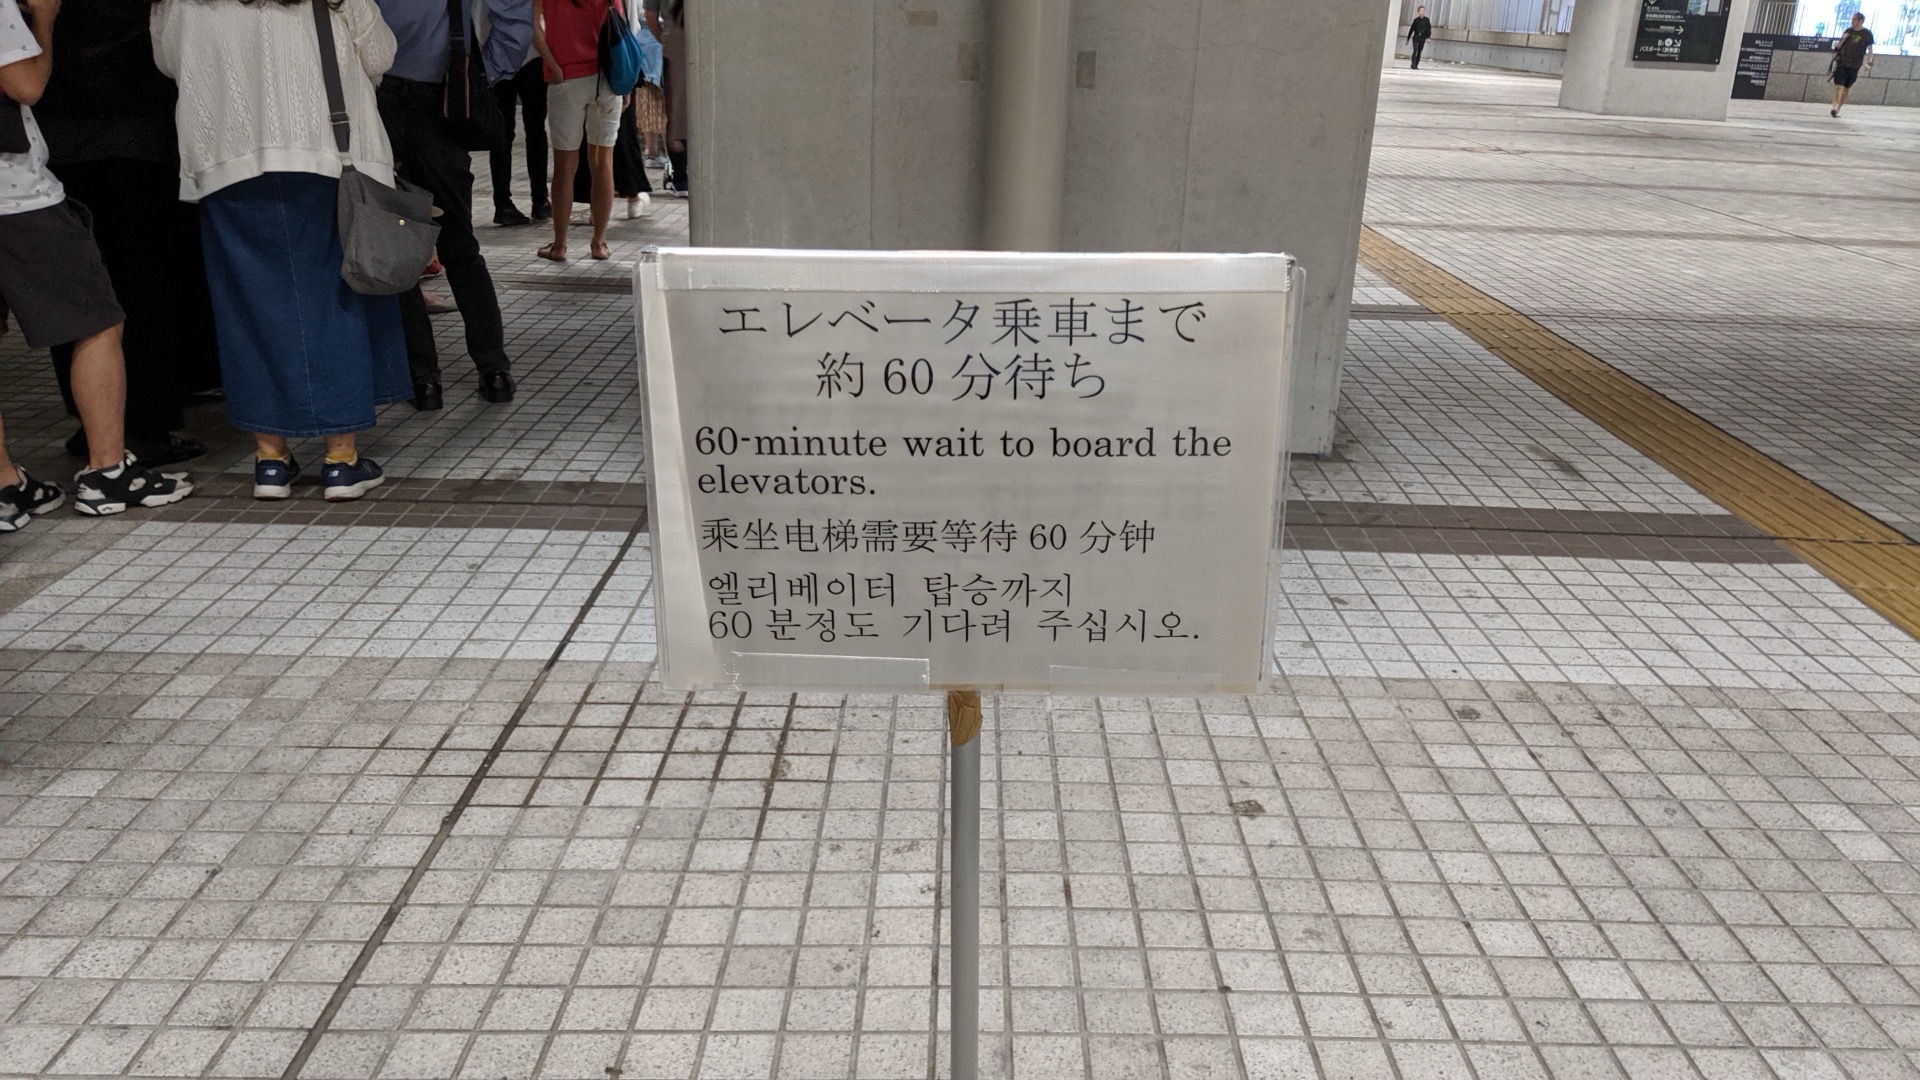 エレベータ乗車まで
約 60 分待ち
60-minute wait to board the
elevators.
乘坐电梯需要等待 60 分钟
엘리베이터 탑승까지
60 분정도 기다려 주십시오.